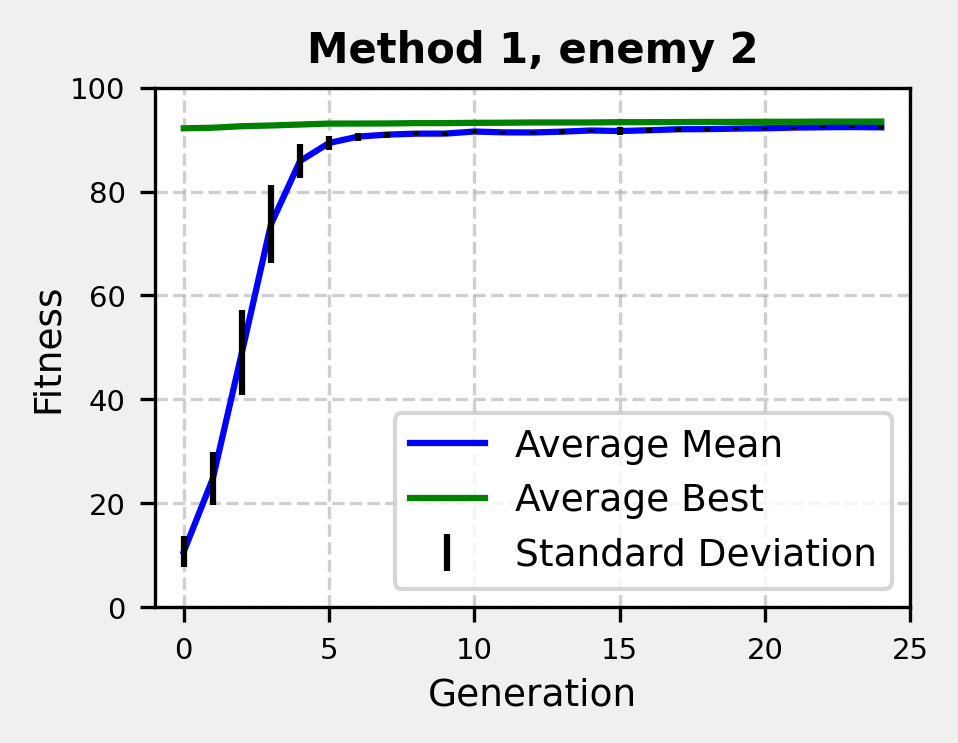 Method 1, enemy 2
100
80
60
40
20
0
Fitness
Average Mean
Average Best
Standard Deviation
0 5 10 15 20 25
Generation